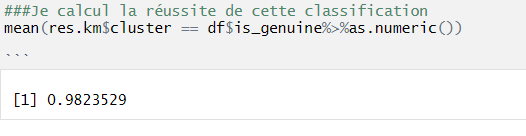 ###Je calcul la réussite de cette classification
mean(res.km$cluster == df$is_genuine%>%as.numeric())
```
[1] 0.9823529